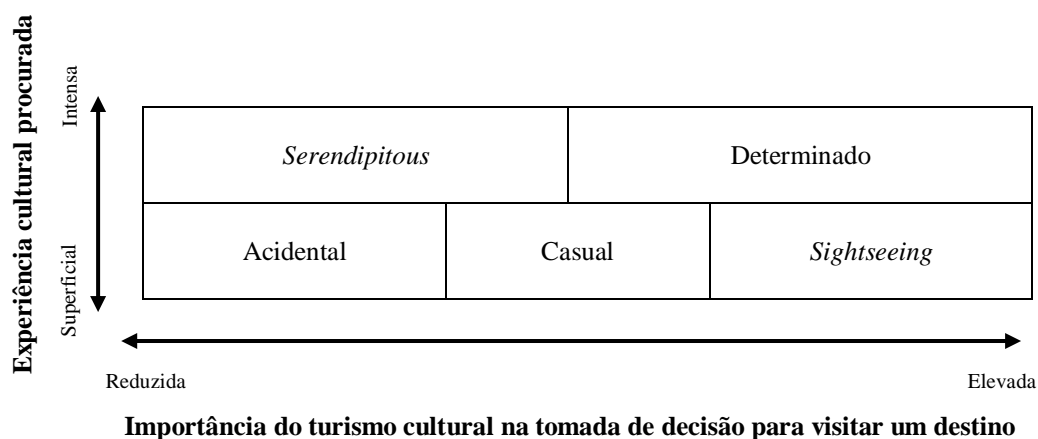 Experiência cultural procurada
Intensa
Superficial
Serendipitous
Determinado
Acidental
Casual
Sightseeing
Reduzida
Elevada
Importância do turismo cultural na tomada de decisão para visitar um destino